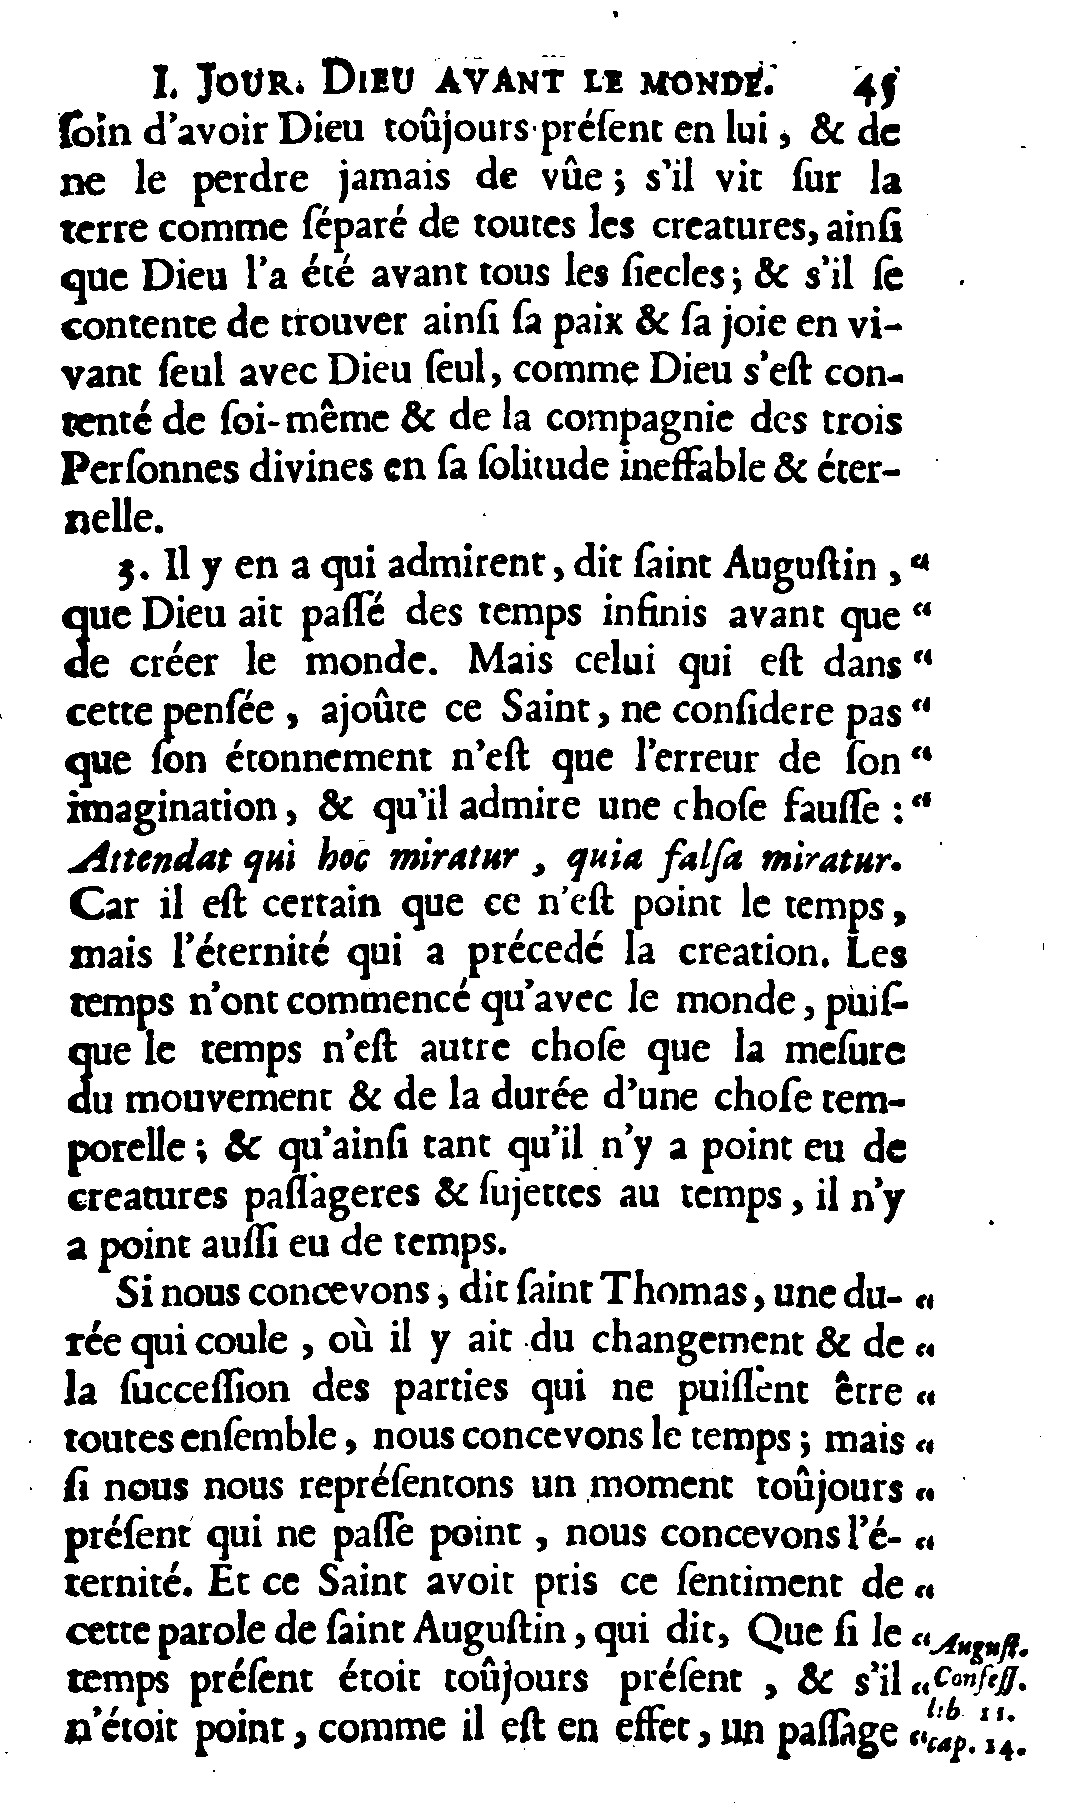 I. JOUR. DIEU AVANT LE MONDE. 45
ſoin d'avoir Dieu toûjours préſent en lui, & de
ne le perdre jamais de vûe ; s'il vit ſur la
terre comme ſéparé de toutes les creatures, ainſi
que Dieu l'a été avant tous les ſiecles ; & s'il ſe
contente de trouver ainſi ſa paix & ſa joie en vi-
vant ſeul avec Dieu ſeul, comme Dieu s'eſt con-
tenté de ſoi-même & de la compagnie des trois
Perſonnes divines en ſa ſolitude ineffable & éter-
nelle.
3. Il y en a qui admirent, dit ſaint Auguſtin, “
que Dieu ait paſſé des temps infinis avant que “
de créer le monde. Mais celui qui eſt dans “
cette penſée, ajoûte ce Saint, ne conſidere pas “
que ſon étonnement n'eſt que l'erreur de ſon “
imagination, & qu'il admire une choſe fauſſe : “
Attendat qui hoc miratur, quia falſa miratur.
Car il eſt certain que ce n'eſt point le temps,
mais l'éternité qui a précedé la creation. Les
temps n'ont commencé qu'avec le monde, puiſ-
que le temps n'eſt autre choſe que la meſure
du mouvement & de la durée d'une choſe tem-
porelle ; & qu'ainſi tant qu'il n'y a point eu de
creatures paſſageres & ſujettes au temps, il n'y
a point auſſi eu de temps.
Si nous concevons, dit ſaint Thomas, une du- “
rée qui coule, où il y ait du changement & de “
la ſucceſſion des parties qui ne puiſſent être “
toutes enſemble, nous concevons le temps ; mais “
ſi nous nous repréſentons un moment toûjours “
préſent qui ne paſſe point, nous concevons l'é- “
ternité. Et ce Saint avoit pris ce ſentiment de “
cette parole de ſaint Auguſtin, qui dit, Que ſi le “ Auguſt.
temps préſent étoit toûjours préſent, & s'il “ Confeſſ.
n'étoit point, comme il eſt en effet, un paſſage “ lib. 11.
cap. 14.